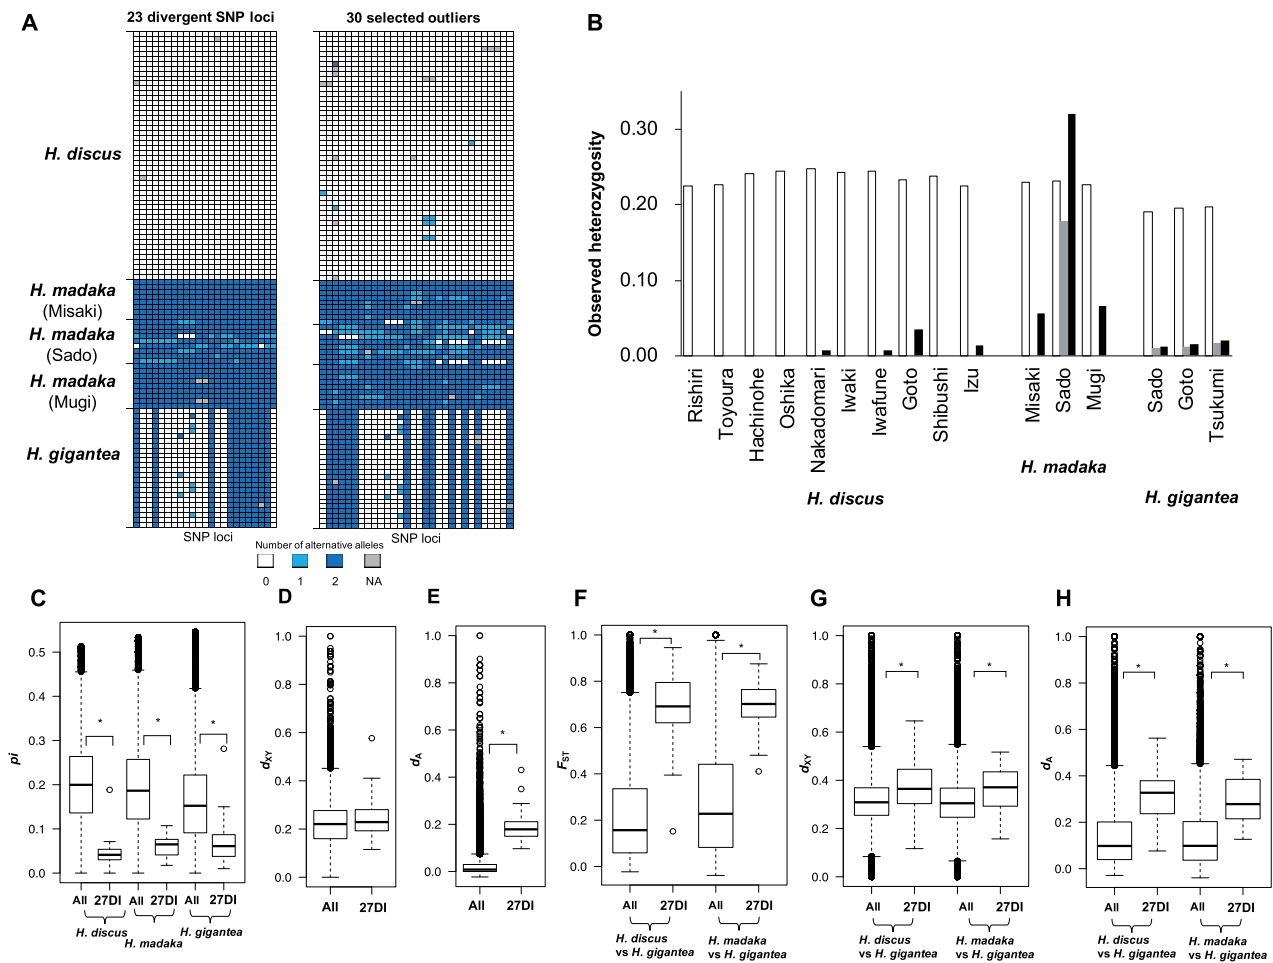 A
23 divergent SNP loci
30 selected outliers
H. discus
H. madaka
(Misaki)
H. madaka
(Sado)
H. madaka
(Mugi)
H. gigantea
SNP loci
SNP loci
Number of alternative alleles
0 1 2 NA
B
Observed heterozygosity
0.30
0.20
0.10
0.00
Rishiri
Toyoura
Hachinohe
Oshika
Nakadomari
Iwaki
Iwafune
Goto
Shibushi
Izu
Misaki
Sado
Mugi
Sado
Goto
Tsukumi
H. discus
H. madaka
H. gigantea
C
pi
0.5
0.4
0.3
0.2
0.1
0.0
* * *
All 27DI All 27DI All 27DI
H. discus
H. madaka
H. gigantea
D
dXY
1.0
0.8
0.6
0.4
0.2
0.0
All 27DI
E
dA
1.0
0.8
0.6
0.4
0.2
0.0
*
All 27DI
F
FST
1.0
0.8
0.6
0.4
0.2
0.0
* *
All 27DI All 27DI
H. discus
vs H. gigantea
H. madaka
vs H. gigantea
G
dXY
1.0
0.8
0.6
0.4
0.2
0.0
* *
All 27DI All 27DI
H. discus
vs H. gigantea
H. madaka
vs H. gigantea
H
dA
1.0
0.8
0.6
0.4
0.2
0.0
* *
All 27DI All 27DI
H. discus
vs H. gigantea
H. madaka
vs H. gigantea